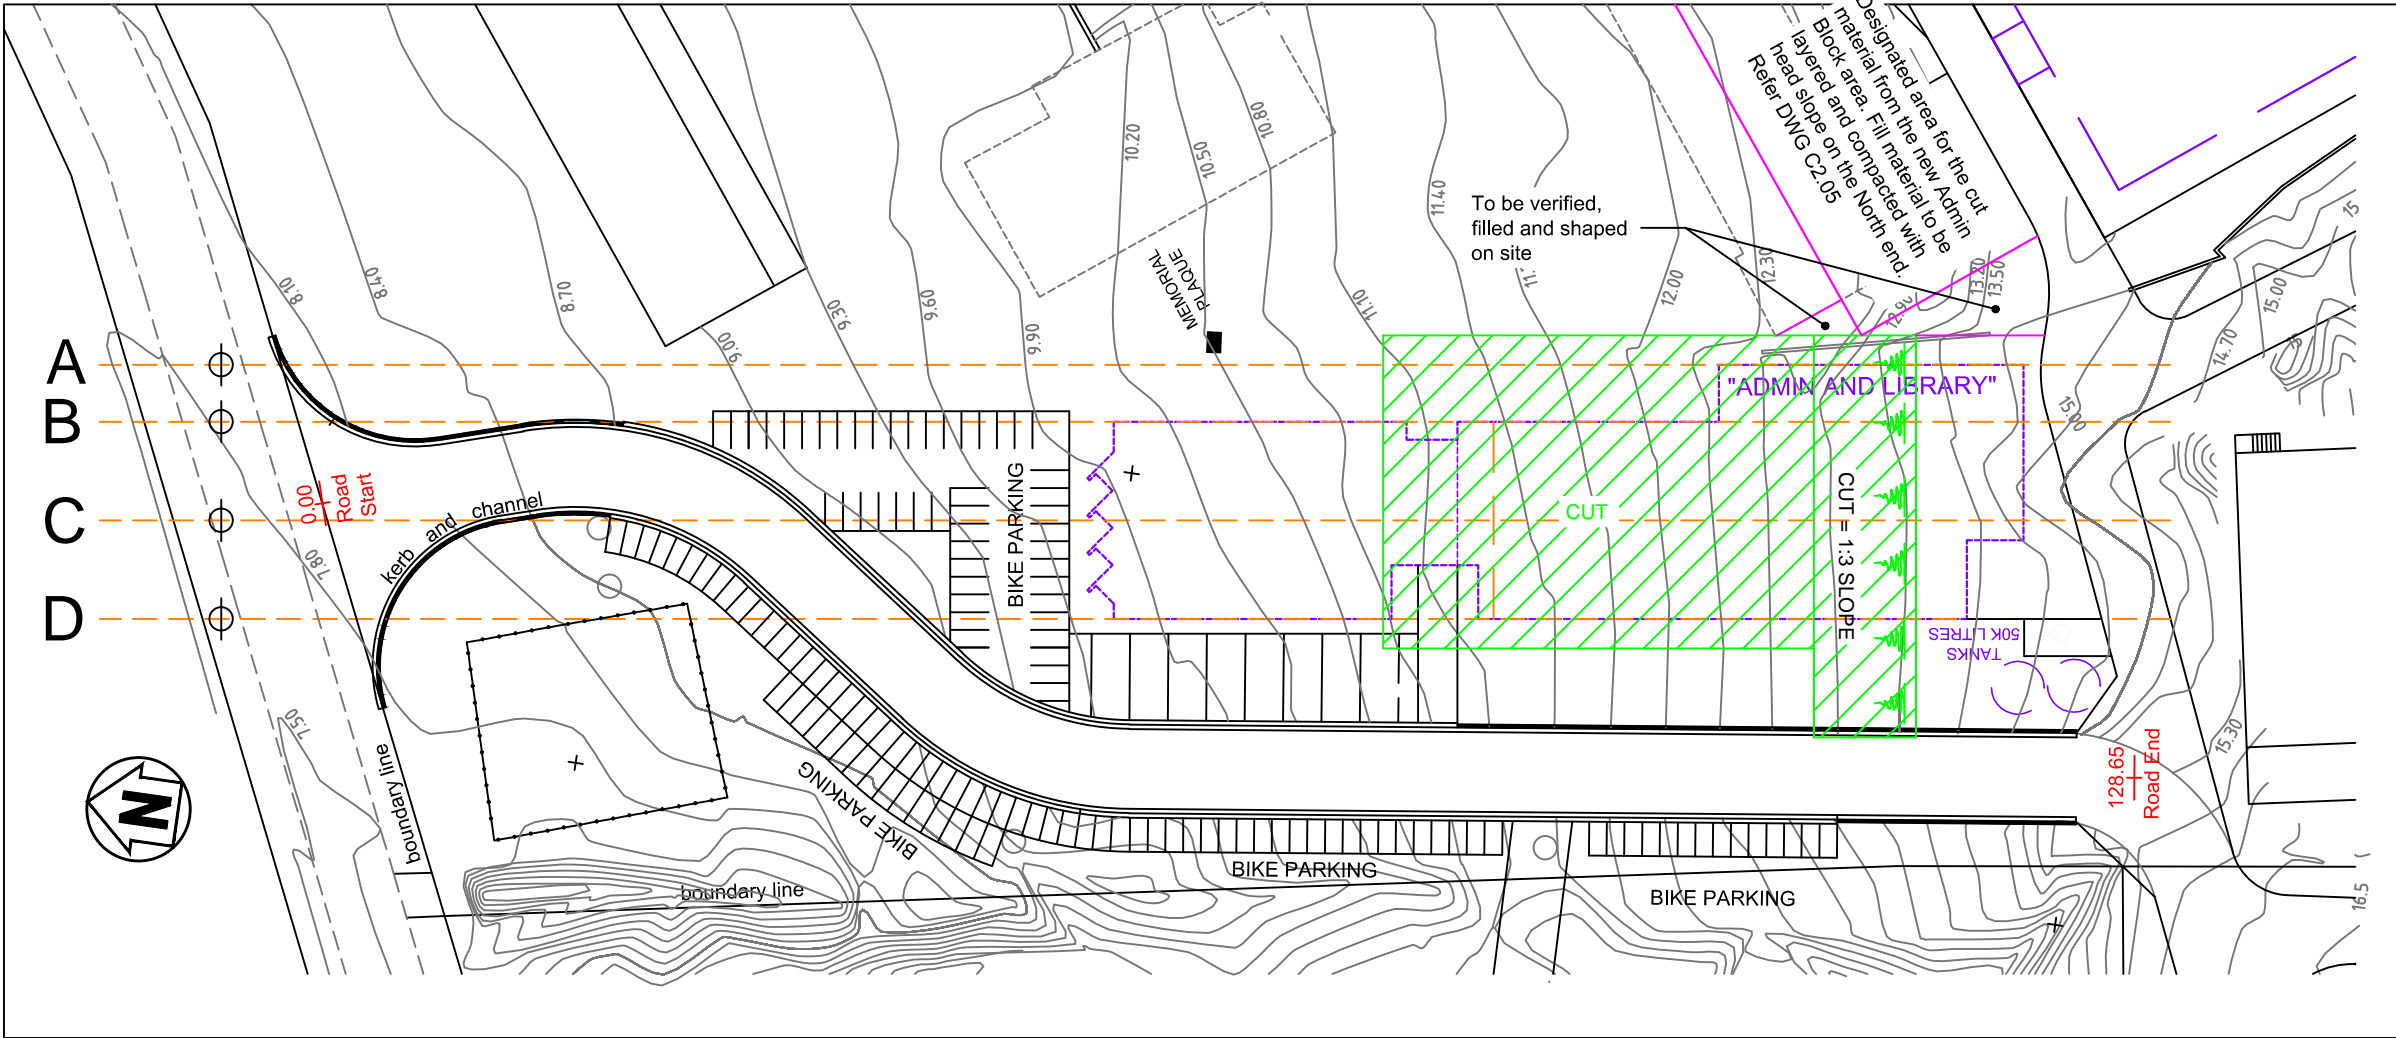 Designated area for the cut
material from the new Admin
Block area. Fill material to be
layered and compacted with
head slope on the North end.
Refer DWG C2.05
To be verified,
filled and shaped
on site
MEMORIAL
PLAQUE
A
B
C
D
8.10
8.40
8.70
9.00
9.30
9.60
9.90
10.20
10.50
10.80
11.10
11.40
12.00
12.30
13.20
13.50
15.00
14.70
15.00
15
15.30
16.5
7.80
7.50
"ADMIN AND LIBRARY"
CUT
CUT = 1:3 SLOPE
50K LITRES
TANKS
0.00
Road
Start
kerb and channel
BIKE PARKING
BIKE PARKING
BIKE PARKING
BIKE PARKING
boundary line
boundary line
128.65
Road End
N